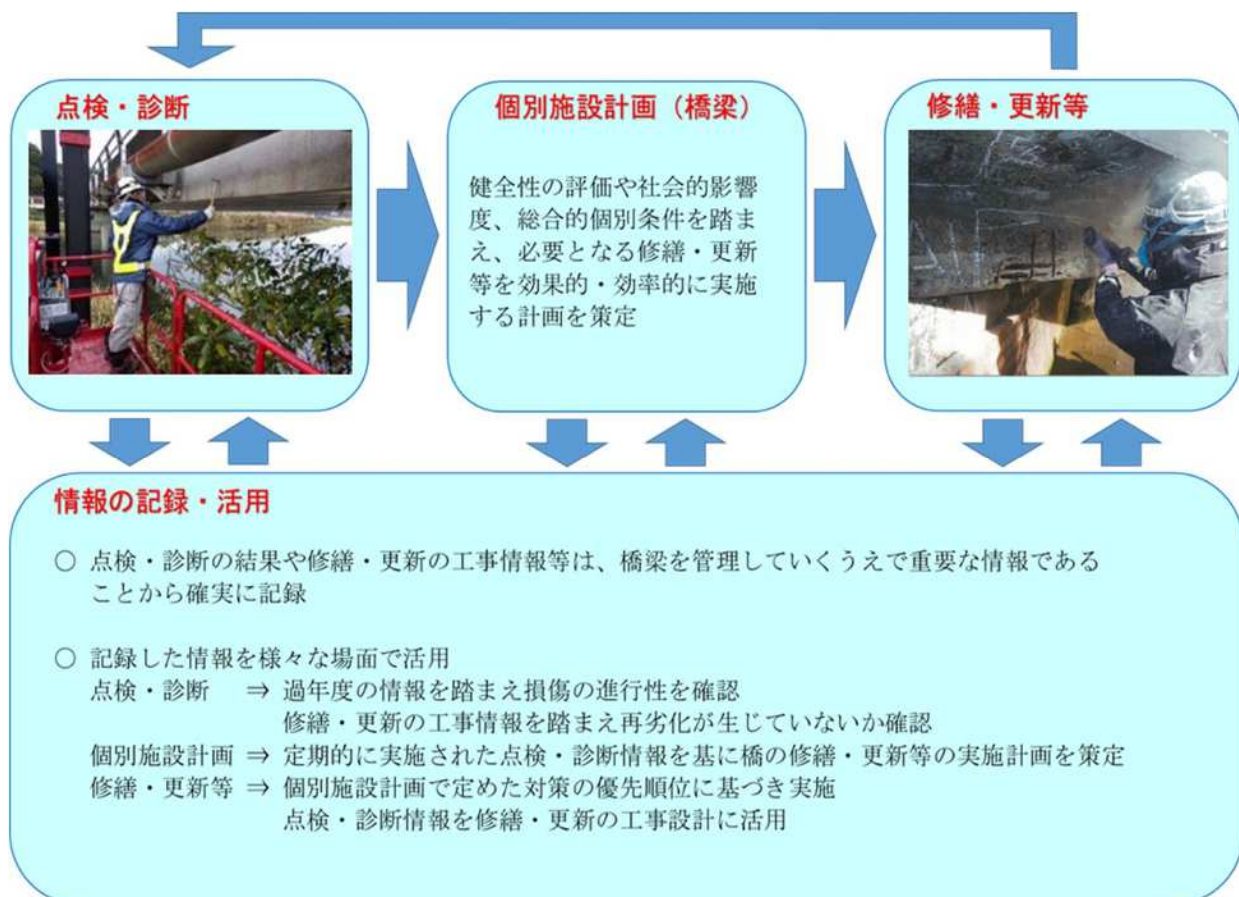 点検・診断
個別施設計画（橋梁）
健全性の評価や社会的影響
度、総合的個別条件を踏ま
え、必要となる修繕・更新
等を効果的・効率的に実施
する計画を策定
修繕・更新等
情報の記録・活用
○ 点検・診断の結果や修繕・更新の工事情報等は、橋梁を管理していくうえで重要な情報である
ことから確実に記録
○ 記録した情報を様々な場面で活用
点検・診断 ⇒ 過年度の情報を踏まえ損傷の進行性を確認
修繕・更新の工事情報を踏まえ再劣化が生じていないか確認
個別施設計画 ⇒ 定期的に実施された点検・診断情報を基に橋の修繕・更新等の実施計画を策定
修繕・更新等 ⇒ 個別施設計画で定めた対策の優先順位に基づき実施
点検・診断情報を修繕・更新の工事設計に活用